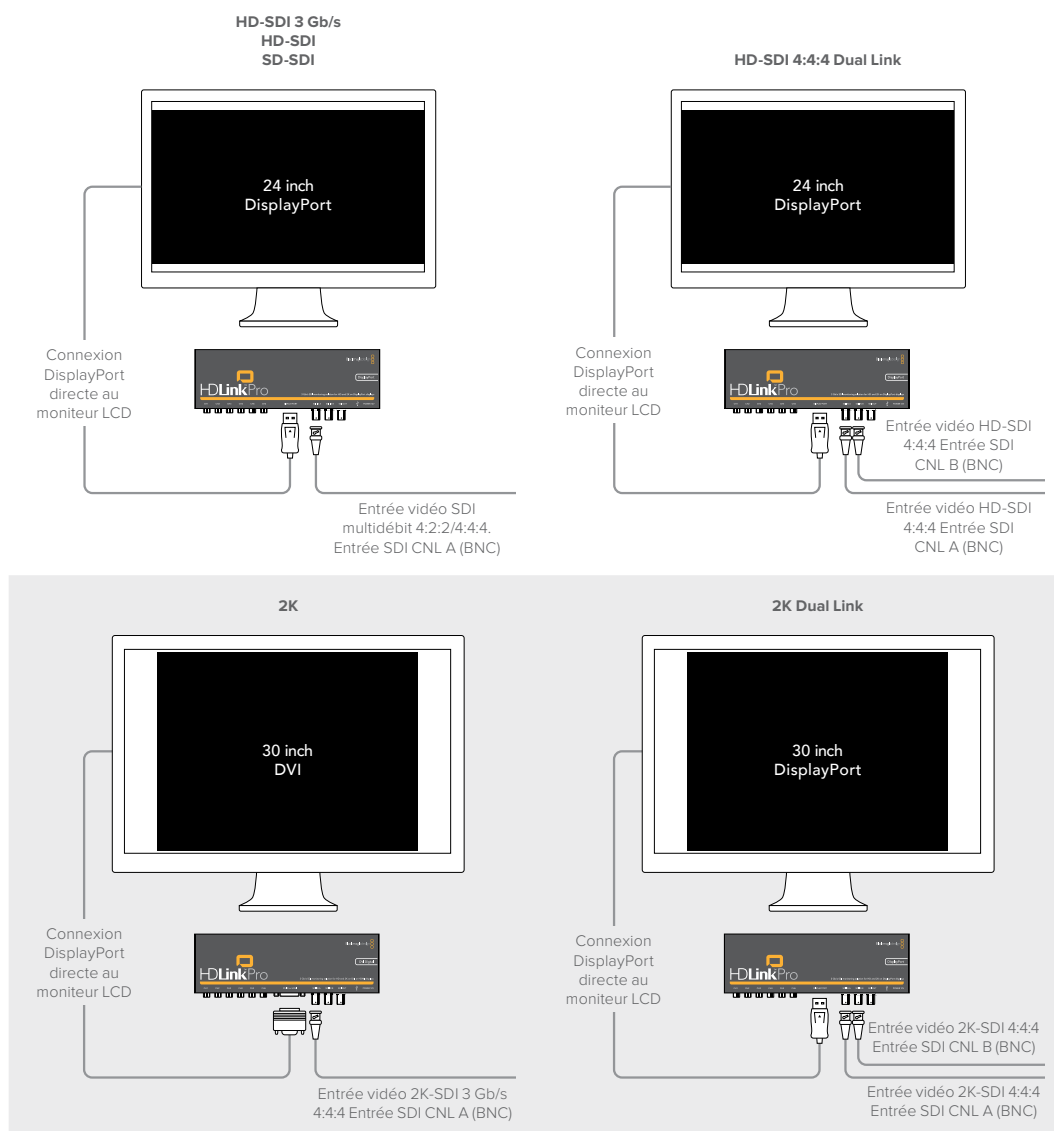 HD-SDI 3 Gb/s
HD-SDI
SD-SDI
24 inch
DisplayPort
Connexion
DisplayPort
directe au
moniteur LCD
HDLinkPro
DisplayPort
Entrée vidéo SDI
multidébit 4:2:2/4:4:4.
Entrée SDI CNL A (BNC)
HD-SDI 4:4:4 Dual Link
24 inch
DisplayPort
Connexion
DisplayPort
directe au
moniteur LCD
HDLinkPro
DisplayPort
Entrée vidéo HD-SDI
4:4:4 Entrée SDI
CNL B (BNC)
Entrée vidéo HD-SDI
4:4:4 Entrée SDI
CNL A (BNC)
2K
30 inch
DVI
Connexion
DisplayPort
directe au
moniteur LCD
HDLinkPro
Entrée vidéo 2K-SDI 3 Gb/s
4:4:4 Entrée SDI CNL A (BNC)
2K Dual Link
30 inch
DisplayPort
Connexion
DisplayPort
directe au
moniteur LCD
HDLinkPro
DisplayPort
Entrée vidéo 2K-SDI 4:4:4
Entrée SDI CNL B (BNC)
Entrée vidéo 2K-SDI 4:4:4
Entrée SDI CNL A (BNC)